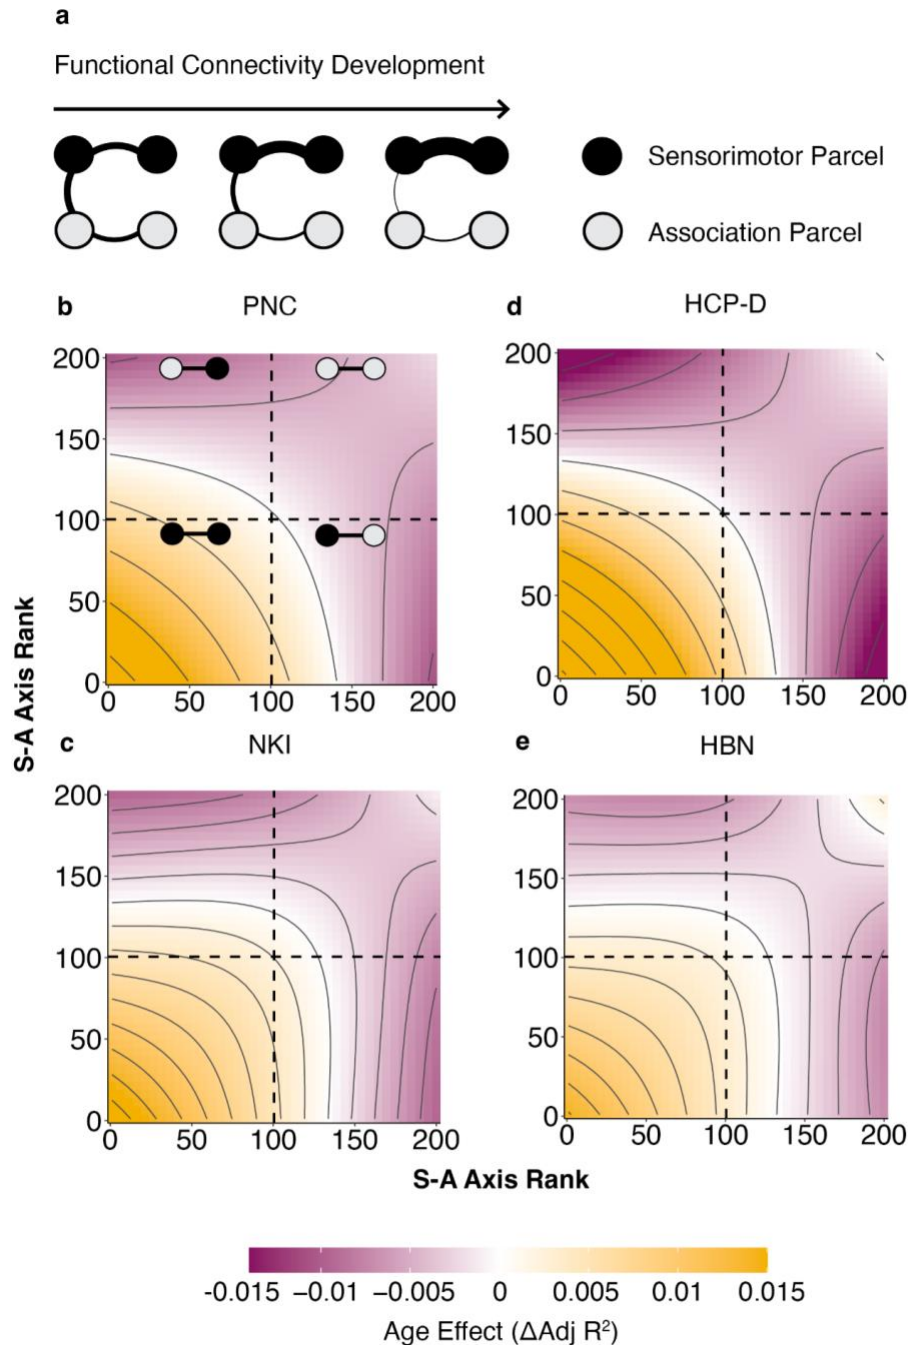 a
Functional Connectivity Development
Sensorimotor Parcel
Association Parcel
b
PNC
200
150
100
50
0
0
50
100
150
200
d
HCP-D
200
150
100
50
0
0
50
100
150
200
S-A Axis Rank
c
NKI
200
150
100
50
0
0
50
100
150
200
e
HBN
200
150
100
50
0
0
50
100
150
200
S-A Axis Rank
-0.015 −0.01 −0.005 0 0.005 0.01 0.015
Age Effect (ΔAdj R²)